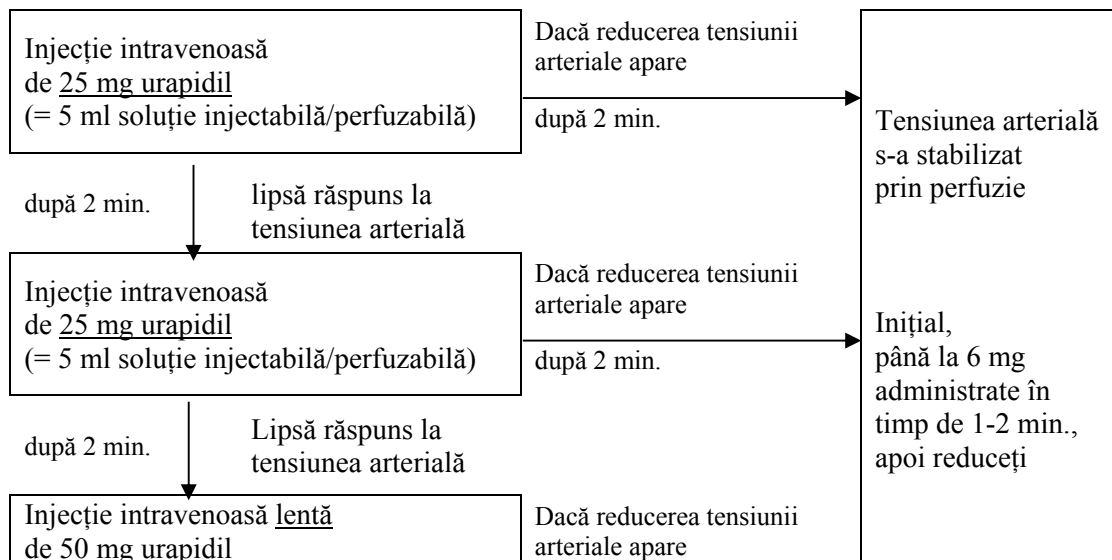 Injecție intravenoasă
de 25 mg urapidil
(= 5 ml soluție injectabilă/perfuzabilă)
Dacă reducerea tensiunii
arteriale apare
după 2 min.
Tensiunea arterială
s-a stabilizat
prin perfuzie
după 2 min.
lipsă răspuns la
tensiunea arterială
Injecție intravenoasă
de 25 mg urapidil
(= 5 ml soluție injectabilă/perfuzabilă)
Dacă reducerea tensiunii
arteriale apare
după 2 min.
Inițial,
până la 6 mg
administrate în
timp de 1-2 min.,
apoi reduceți
după 2 min.
Lipsă răspuns la
tensiunea arterială
Injecție intravenoasă lentă
de 50 mg urapidil
Dacă reducerea tensiunii
arteriale apare